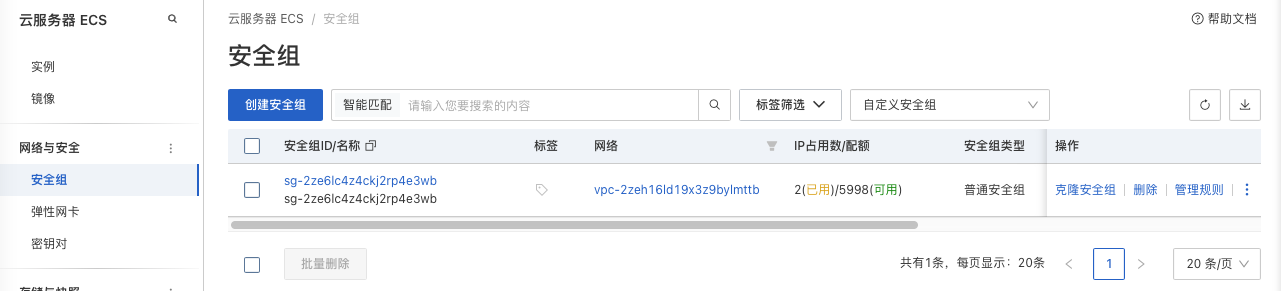 云服务器 ECS
云服务器 ECS / 安全组
帮助文档
安全组
实例
镜像
创建安全组 智能匹配 请输入您要搜索的内容 标签筛选 自定义安全组
网络与安全
安全组ID/名称 标签 网络 IP占用数/配额 安全组类型 操作
安全组
sg-2ze6lc4z4ckj2rp4e3wb vpc-2zeh16ld19x3z9bylmttb 2(已用)/5998(可用) 普通安全组 克隆安全组 删除 管理规则
sg-2ze6lc4z4ckj2rp4e3wb
弹性网卡
密钥对
批量删除 共有1条，每页显示：20条 1 20 条/页
存储与快照